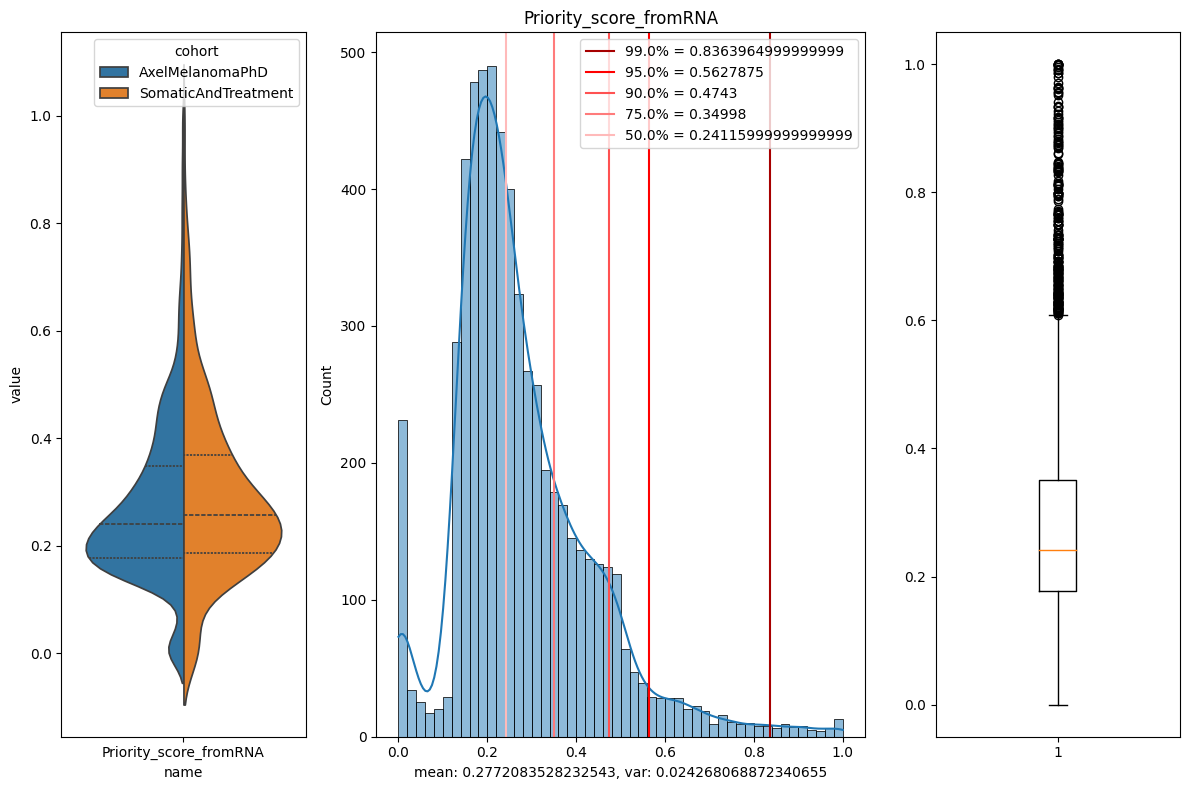 Priority_score_fromRNA
cohort
AxelMelanomaPhD
SomaticAndTreatment
value
1.0
0.8
0.6
0.4
0.2
0.0
Priority_score_fromRNA
name
99.0% = 0.8363964999999999
95.0% = 0.5627875
90.0% = 0.4743
75.0% = 0.34998
50.0% = 0.24115999999999999
Count
500
400
300
200
100
0
0.0 0.2 0.4 0.6 0.8 1.0
mean: 0.2772083528232543, var: 0.024268068872340655
1.0
0.8
0.6
0.4
0.2
0.0
1